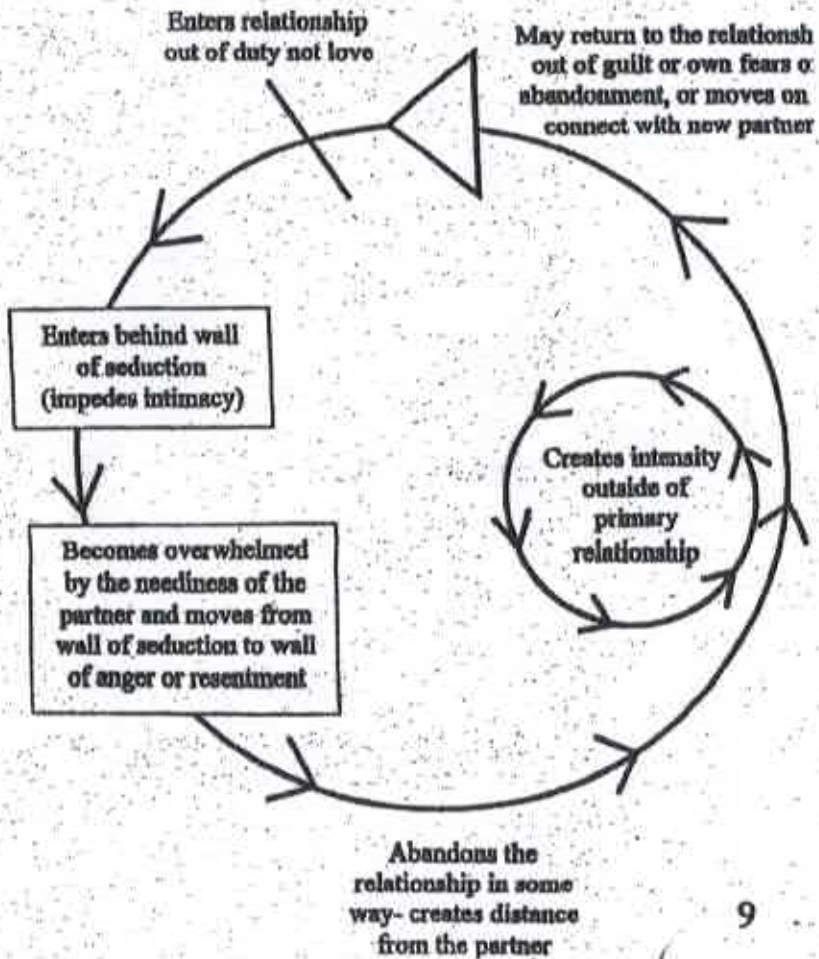 Enters relationship
out of duty not love
May return to the relationsh
out of guilt or own fears o
abandonment, or moves on
connect with new partner
Enters behind wall
of seduction
(impedes intimacy)
Creates intensity
outside of
primary
relationship
Becomes overwhelmed
by the neediness of the
partner and moves from
wall of seduction to wall
of anger or resentment
Abandons the
relationship in some
way- creates distance
from the partner
9